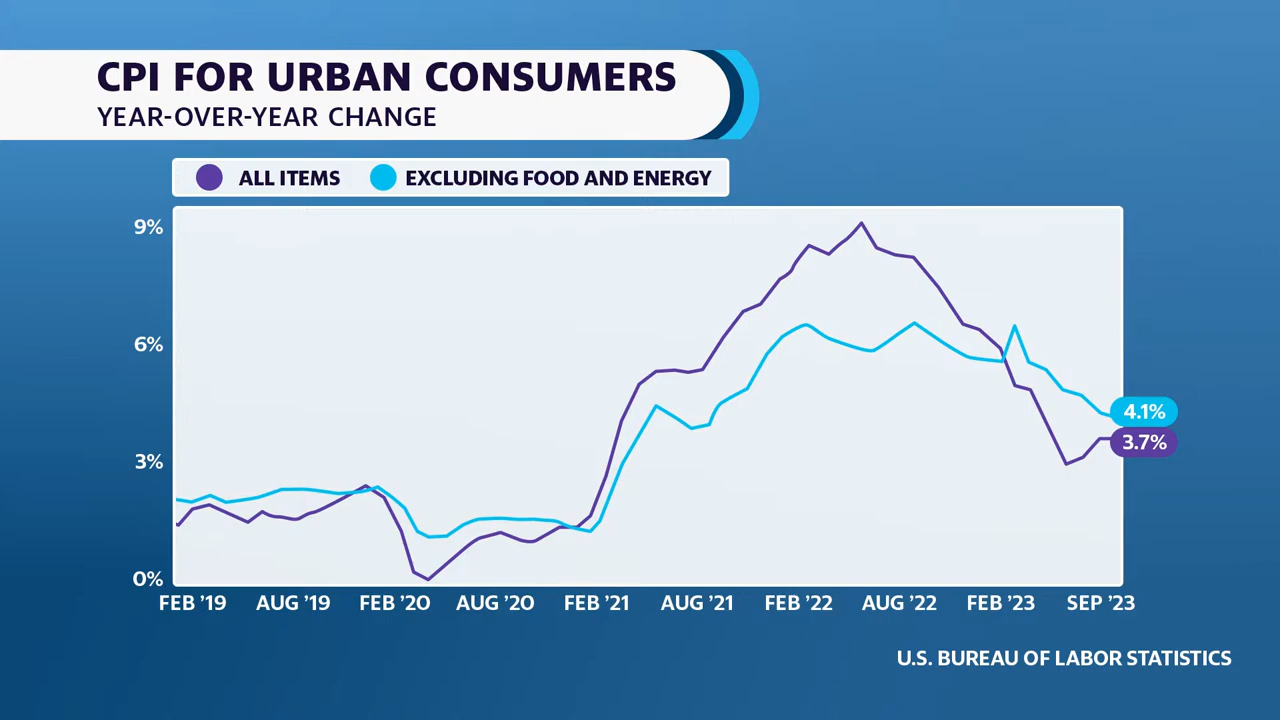 CPI FOR URBAN CONSUMERS
YEAR-OVER-YEAR CHANGE
ALL ITEMS EXCLUDING FOOD AND ENERGY
9%
6%
4.1%
3.7%
3%
0%
FEB ’19 AUG ’19 FEB ’20 AUG ’20 FEB ’21 AUG ’21 FEB ’22 AUG ’22 FEB ’23 SEP ’23
U.S. BUREAU OF LABOR STATISTICS